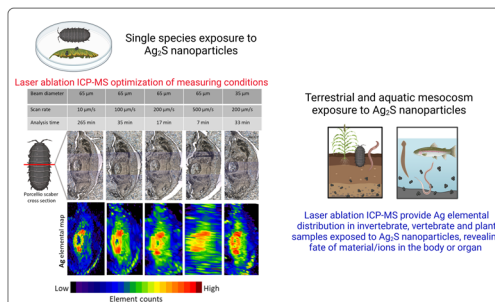 Single species exposure to
Ag₂S nanoparticles
Laser ablation ICP-MS optimization of measuring conditions
Beam diameter 65 µm 65 µm 65 µm 65 µm 35 µm
Scan rate 10 µm/s 100 µm/s 200 µm/s 500 µm/s 200 µm/s
Analysis time 265 min 35 min 17 min 7 min 33 min
Porcellio scaber
cross section
Ag elemental map
Low High
Element counts
Terrestrial and aquatic mesocosm
exposure to Ag₂S nanoparticles
Laser ablation ICP-MS provide Ag elemental
distribution in invertebrate, vertebrate and plant
samples exposed to Ag₂S nanoparticles, revealin
fate of material/ions in the body or organ